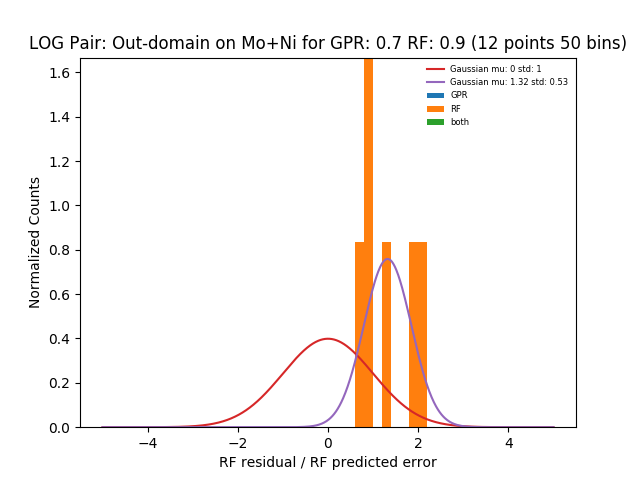 LOG Pair: Out-domain on Mo+Ni for GPR: 0.7 RF: 0.9 (12 points 50 bins)
Gaussian mu: 0 std: 1
Gaussian mu: 1.32 std: 0.53
GPR
RF
both
Normalized Counts
1.6
1.4
1.2
1.0
0.8
0.6
0.4
0.2
0.0
−4
−2
0
2
4
RF residual / RF predicted error